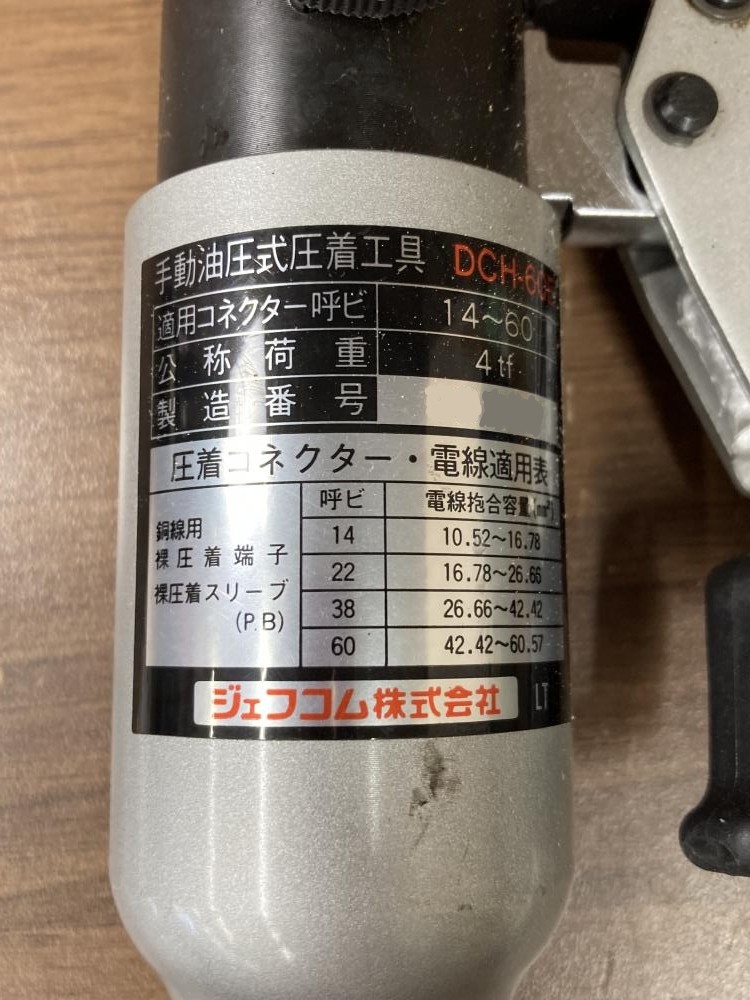 手動油圧式圧着工具 DCH-60
適用コネクター呼ビ 14～60
公称荷重 4tf
製造番号
圧着コネクター・電線適用表
呼ビ 電線抱合容量(mm²)
銅線用
裸圧着端子
裸圧着スリーブ
(P.B)
14 10.52～16.78
22 16.78～26.66
38 26.66～42.42
60 42.42～60.57
ジェフコム株式会社 LT